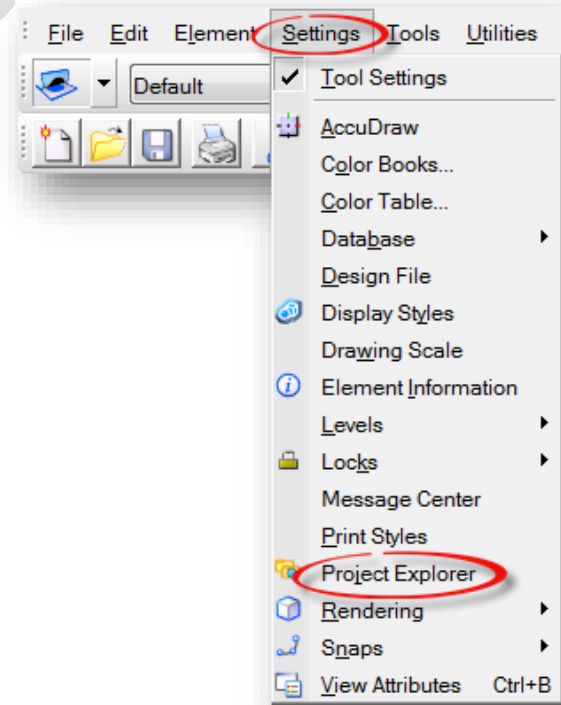 File Edit Element Settings Tools Utilities
Default
Tool Settings
AccuDraw
Color Books...
Color Table...
Database
Design File
Display Styles
Drawing Scale
Element Information
Levels
Locks
Message Center
Print Styles
Project Explorer
Rendering
Snaps
View Attributes Ctrl+B